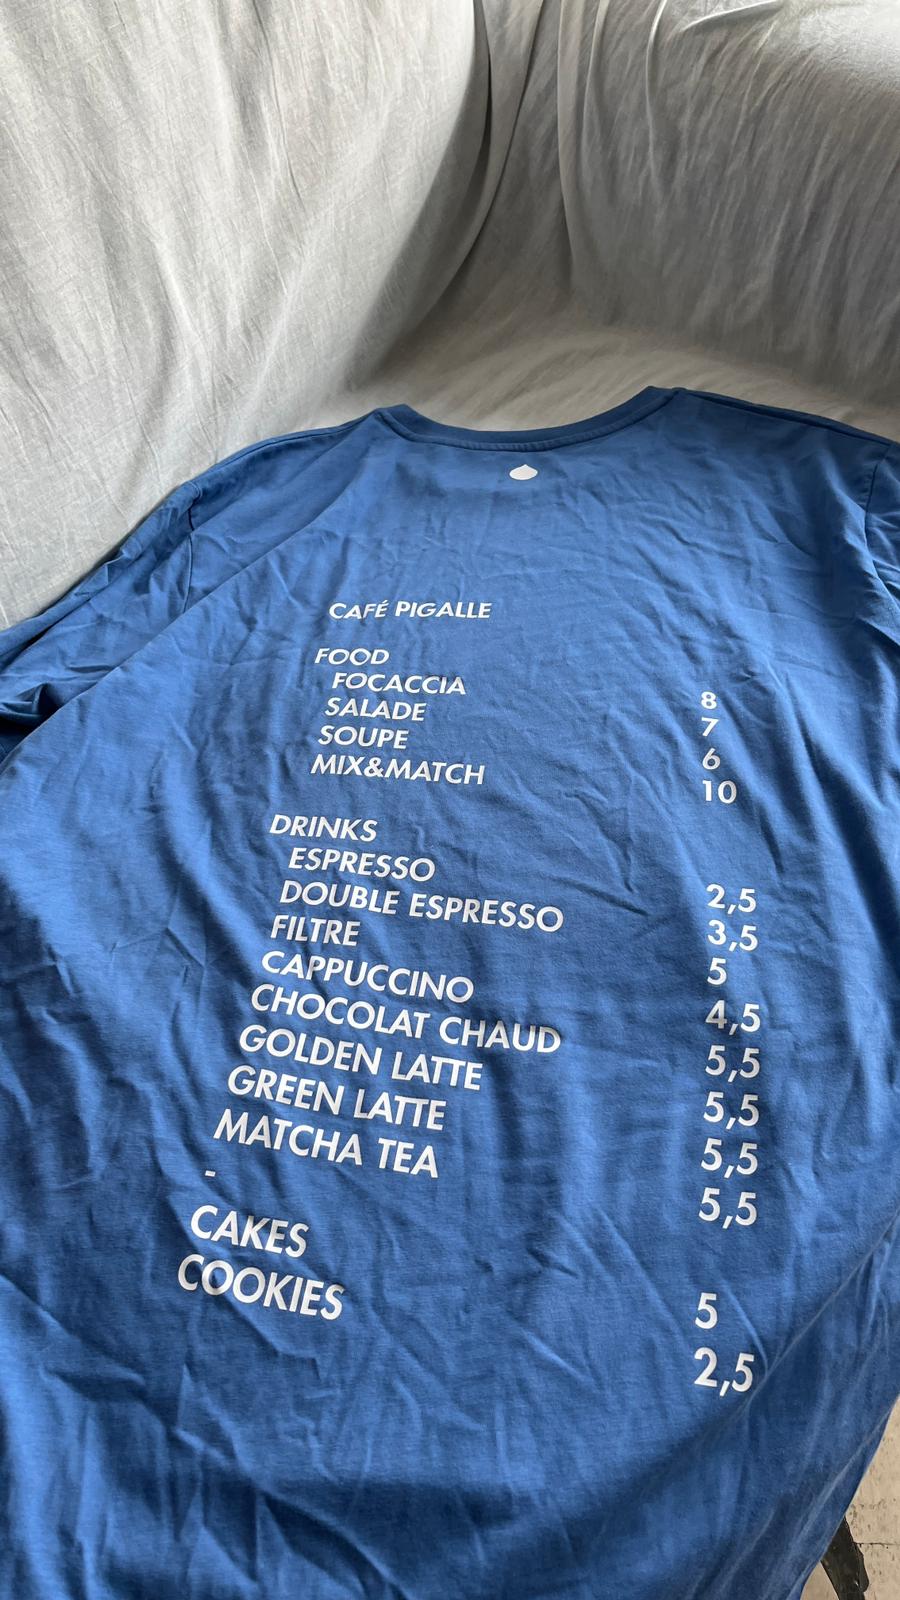 CAFÉ PIGALLE
FOOD
FOCACCIA 8
SALADE 7
SOUPE 6
MIX&MATCH 10
DRINKS
ESPRESSO 2,5
DOUBLE ESPRESSO 3,5
FILTRE 5
CAPPUCCINO 4,5
CHOCOLAT CHAUD 5,5
GOLDEN LATTE 5,5
GREEN LATTE 5,5
MATCHA TEA 5,5
-
CAKES 5
COOKIES 2,5